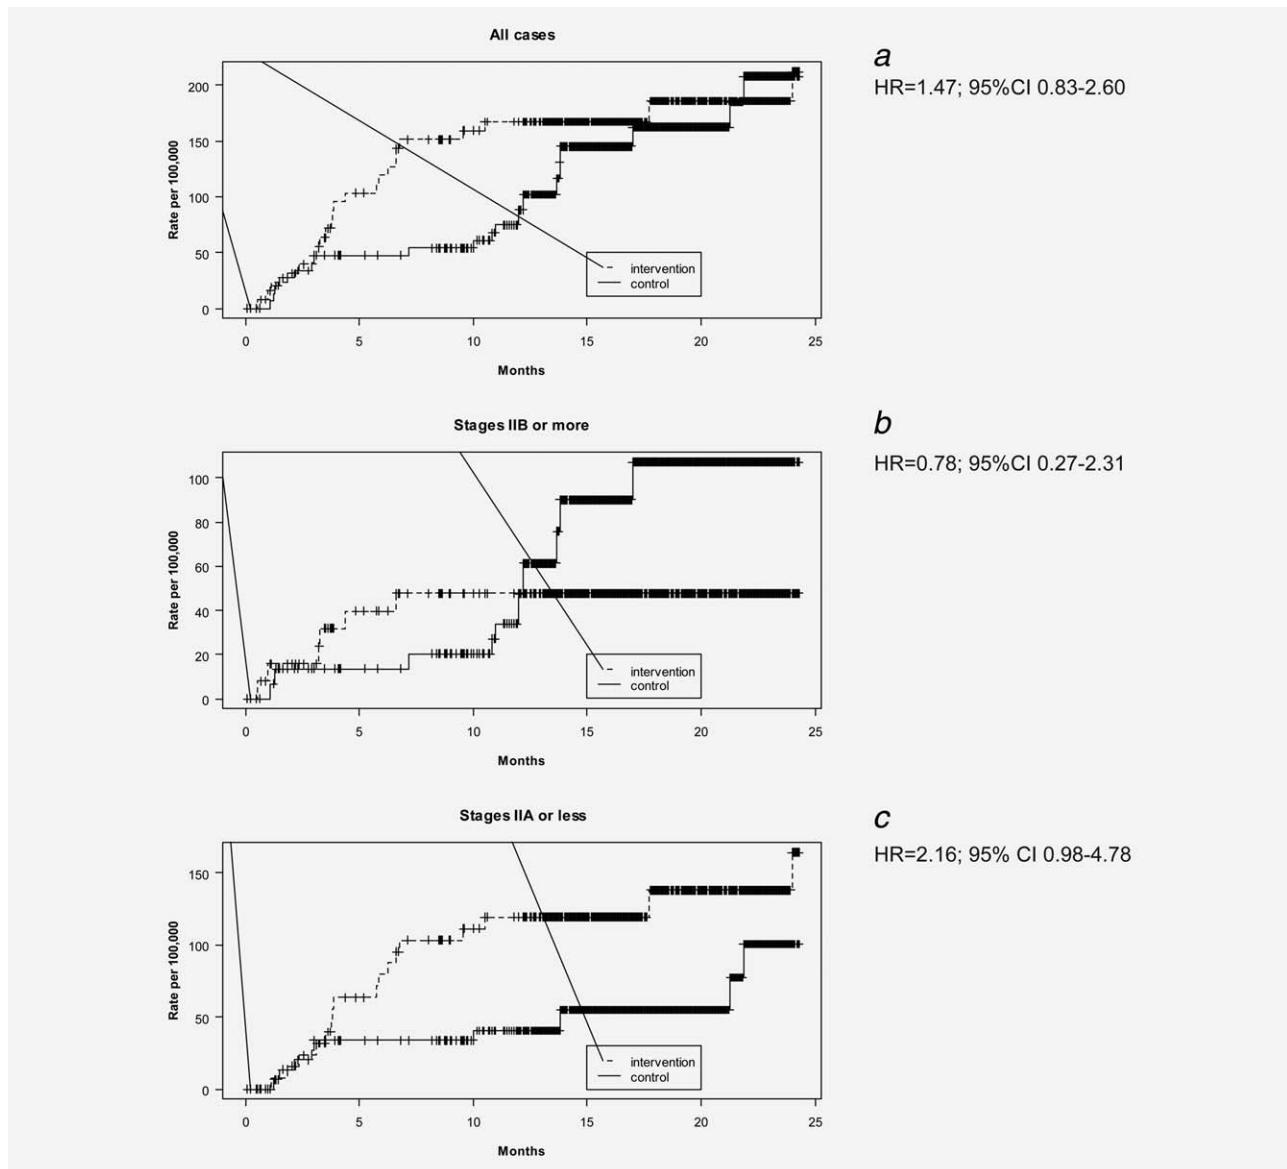 All cases
a
HR=1.47; 95%CI 0.83-2.60
Rate per 100,000
200
150
100
50
0
intervention
control
0 5 10 15 20 25
Months
Stages IIB or more
b
HR=0.78; 95%CI 0.27-2.31
Rate per 100,000
100
80
60
40
20
0
intervention
control
0 5 10 15 20 25
Months
Stages IIA or less
c
HR=2.16; 95% CI 0.98-4.78
Rate per 100,000
150
100
50
0
intervention
control
0 5 10 15 20 25
Months